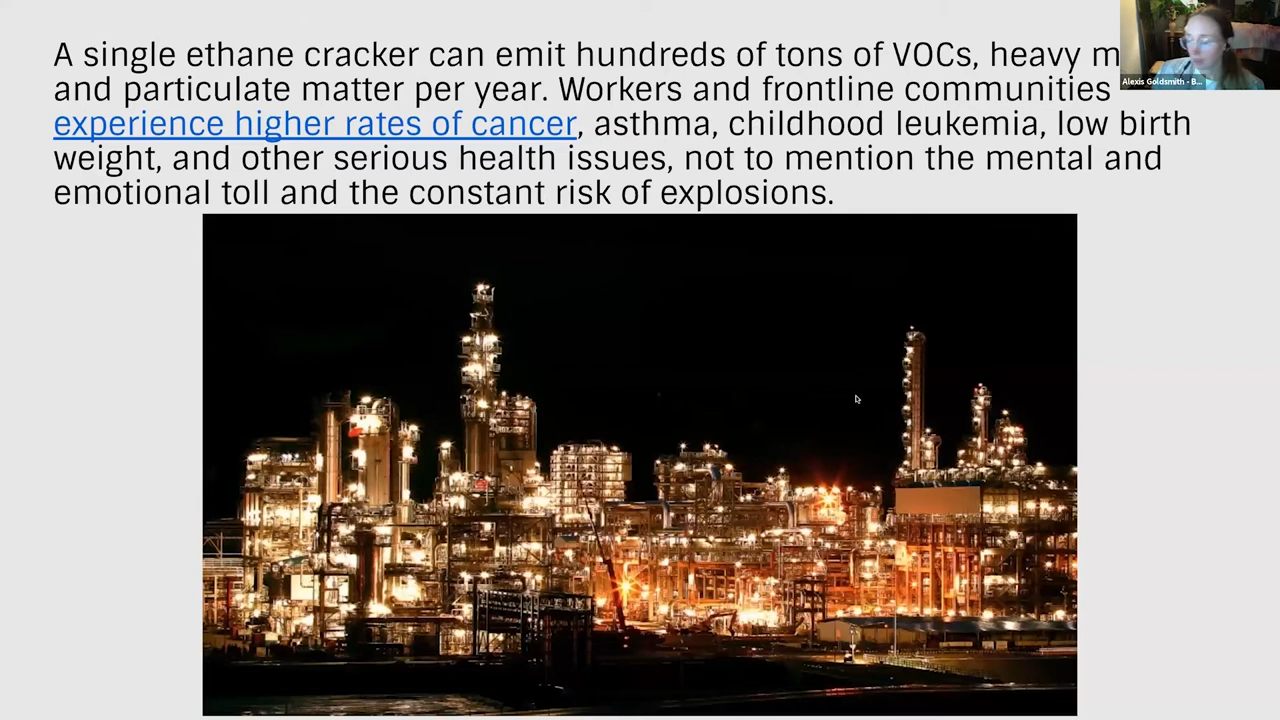 A single ethane cracker can emit hundreds of tons of VOCs, heavy m
and particulate matter per year. Workers and frontline communities
experience higher rates of cancer, asthma, childhood leukemia, low birth
weight, and other serious health issues, not to mention the mental and
emotional toll and the constant risk of explosions.
Alexis Goldsmith - B...